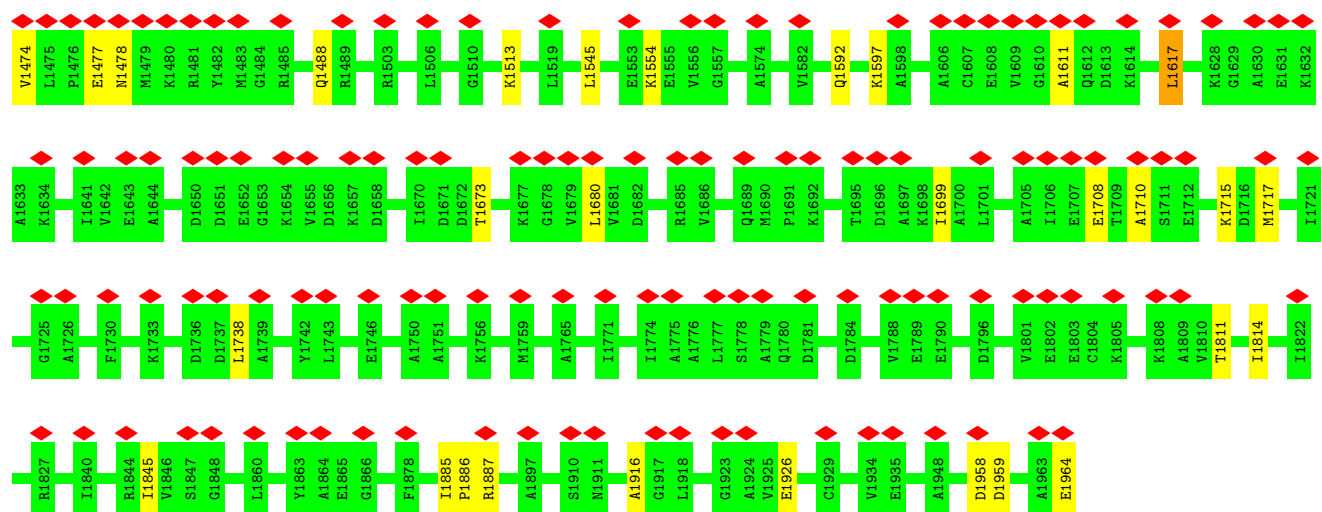 V1474 L1475 P1476 E1477 N1478 M1479 K1480 R1481 Y1482 M1483 G1484 R1485 Q1488 R1489 R1503 L1506 G1510 K1513 L1519 L1545 E1553 K1554 E1555 V1556 G1557 A1574 V1582 Q1592 K1597 A1598 A1606 C1607 E1608 V1609 G1610 A1611 Q1612 D1613 K1614 L1617 K1628 G1629 A1630 E1631 K1632
A1633 K1634 I1641 V1642 E1643 A1644 D1650 D1651 E1652 G1653 K1654 V1655 D1656 K1657 D1658 I1670 D1671 D1672 T1673 K1677 G1678 V1679 L1680 V1681 D1682 R1685 V1686 Q1689 M1690 P1691 K1692 T1695 D1696 A1697 K1698 I1699 A1700 L1701 A1705 I1706 E1707 E1708 T1709 A1710 S1711 E1712 K1715 D1716 M1717 I1721
G1725 A1726 F1730 K1733 D1736 D1737 L1738 A1739 Y1742 L1743 E1746 A1750 A1751 K1756 M1759 A1765 I1771 I1774 A1775 A1776 L1777 S1778 A1779 Q1780 D1781 D1784 V1788 E1789 E1790 D1796 V1801 E1802 E1803 C1804 K1805 K1808 A1809 V1810 T1811 I1814 I1822
R1827 I1840 R1844 I1845 V1846 S1847 G1848 L1860 Y1863 A1864 E1865 G1866 F1878 I1885 P1886 R1887 A1897 S1910 N1911 A1916 G1917 L1918 G1923 A1924 V1925 E1926 C1929 V1934 E1935 A1948 D1958 D1959 A1963 E1964